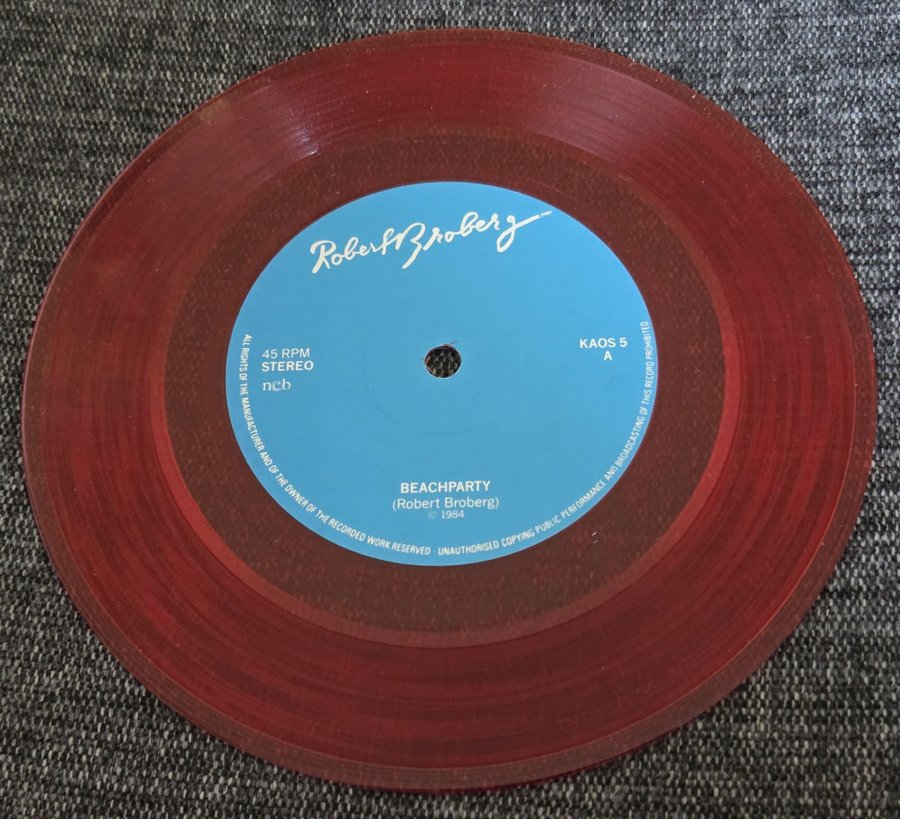 Robert Broberg
45 RPM
STEREO
ncb
KAOS 5
A
BEACHPARTY
(Robert Broberg)
© 1984
ALL RIGHTS OF THE MANUFACTURER AND OF THE OWNER OF THE RECORDED WORK RESERVED · UNAUTHORISED COPYING PUBLIC PERFORMANCE AND BROADCASTING OF THIS RECORD PROHIBITED